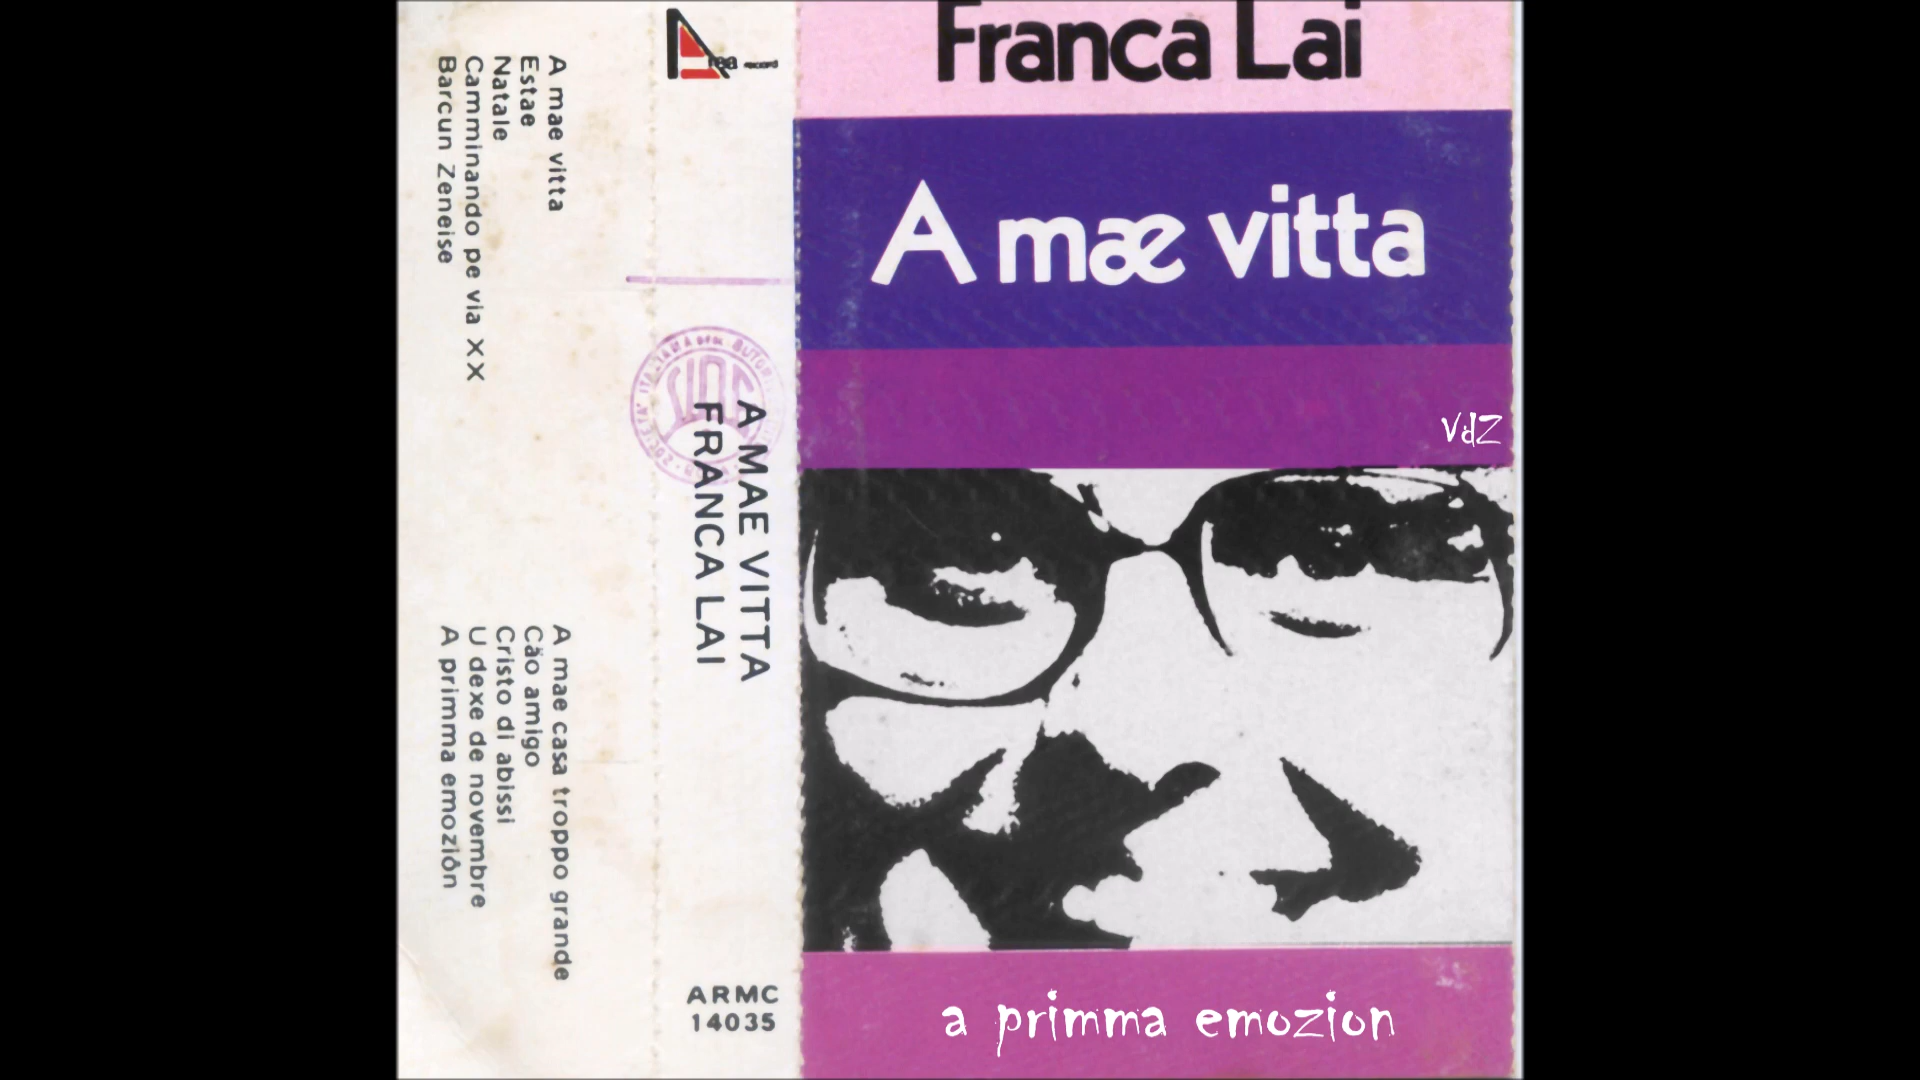 Franca Lai
A mæ vitta
vdZ
a primma emozion
A MAE VITTA
FRANCA LAI
ARMC
14035
A mae vitta
Estae
Natale
Camminando pe via XX
Barcun Zeneise
A mae casa troppo grande
Cäo amigo
Cristo di abissi
U dexe de novembre
A primma emoziôn